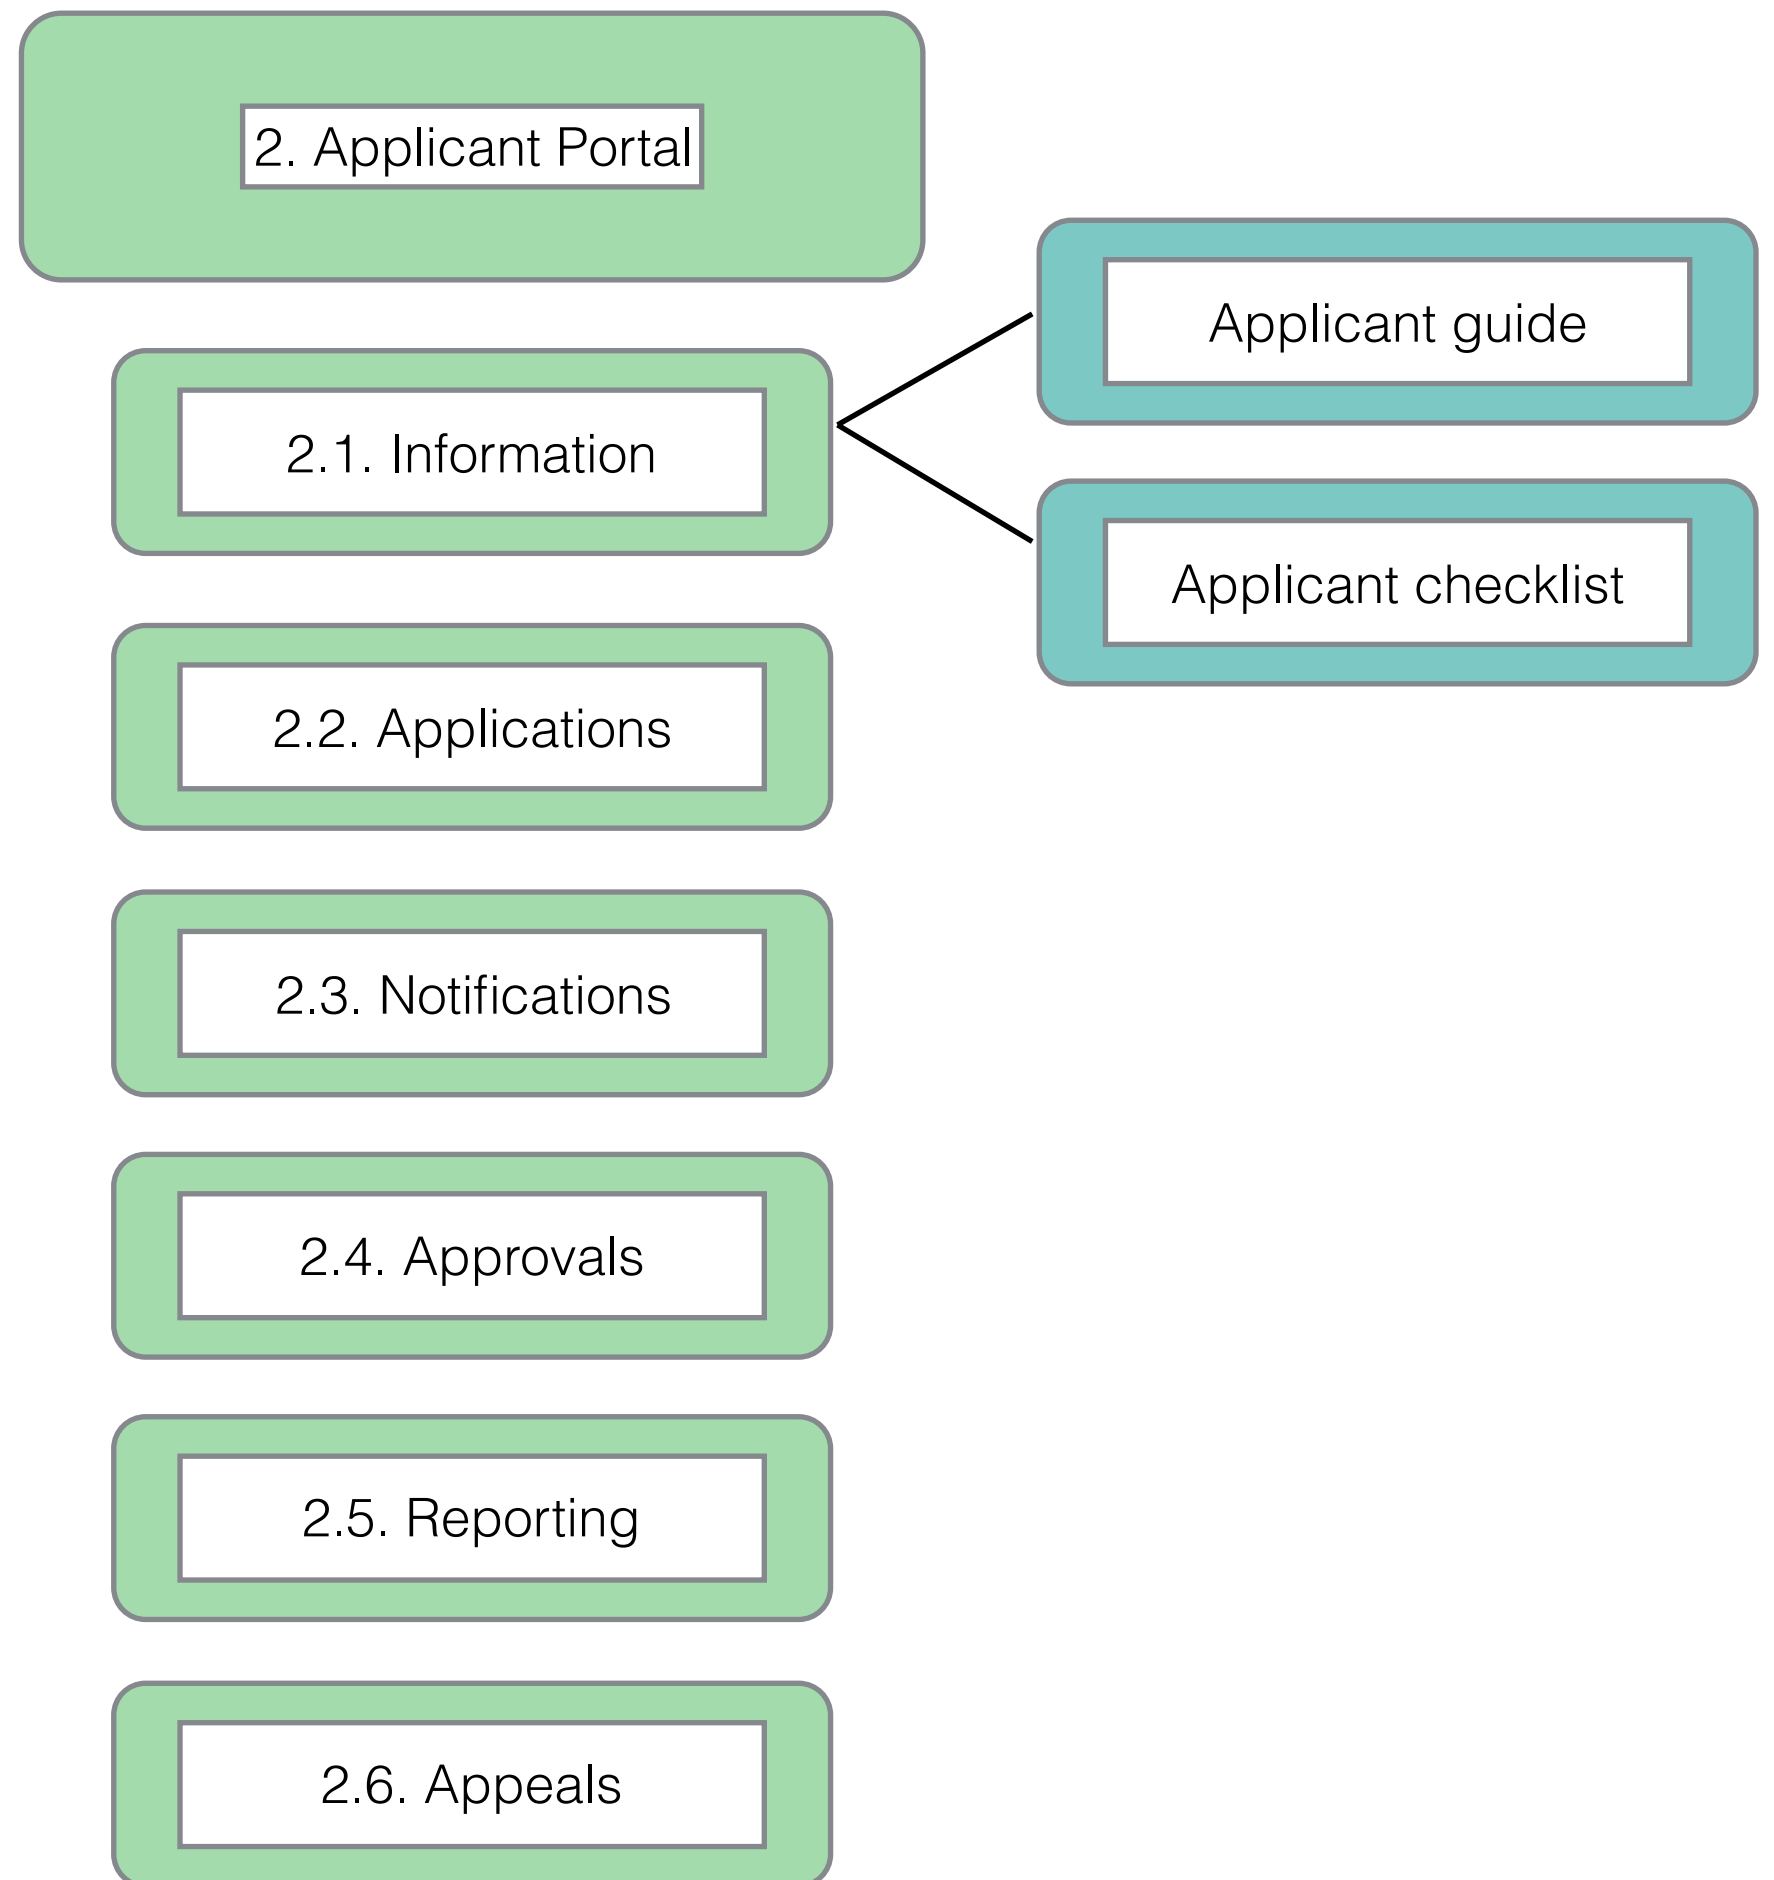 2. Applicant Portal
2.1. Information
Applicant guide
Applicant checklist
2.2. Applications
2.3. Notifications
2.4. Approvals
2.5. Reporting
2.6. Appeals